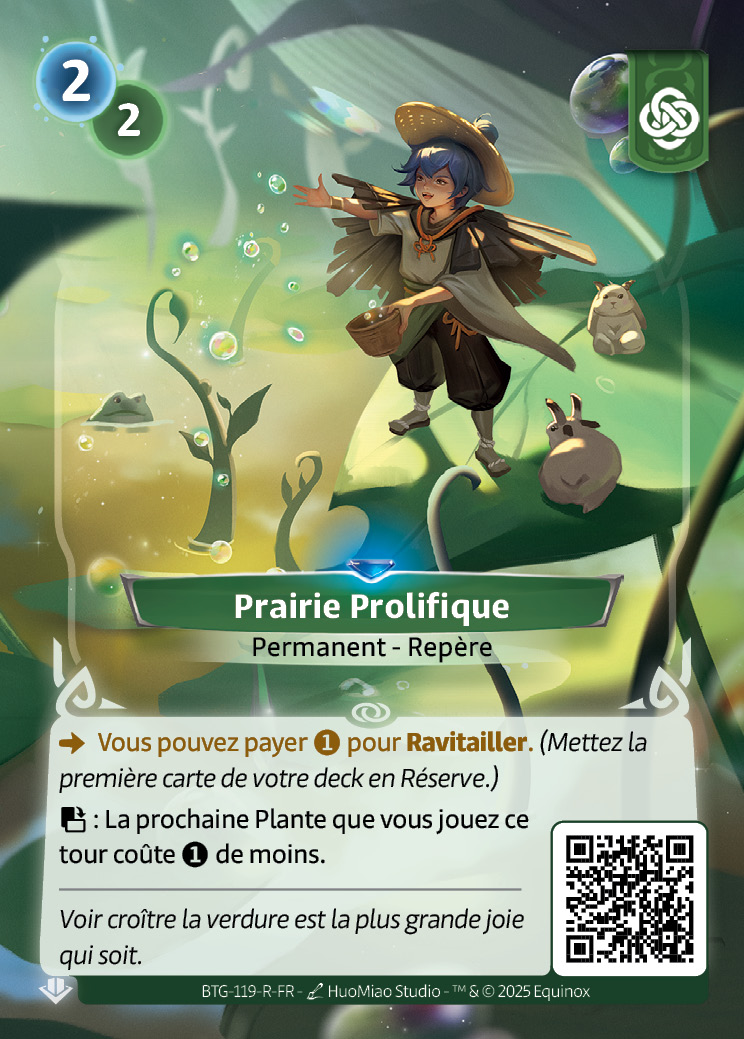 2
2
Prairie Prolifique
Permanent - Repère
Vous pouvez payer 1 pour Ravitailler. (Mettez la
première carte de votre deck en Réserve.)
: La prochaine Plante que vous jouez ce
tour coûte 1 de moins.
Voir croître la verdure est la plus grande joie
qui soit.
BTG-119-R-FR - HuoMiao Studio - ™ & © 2025 Equinox